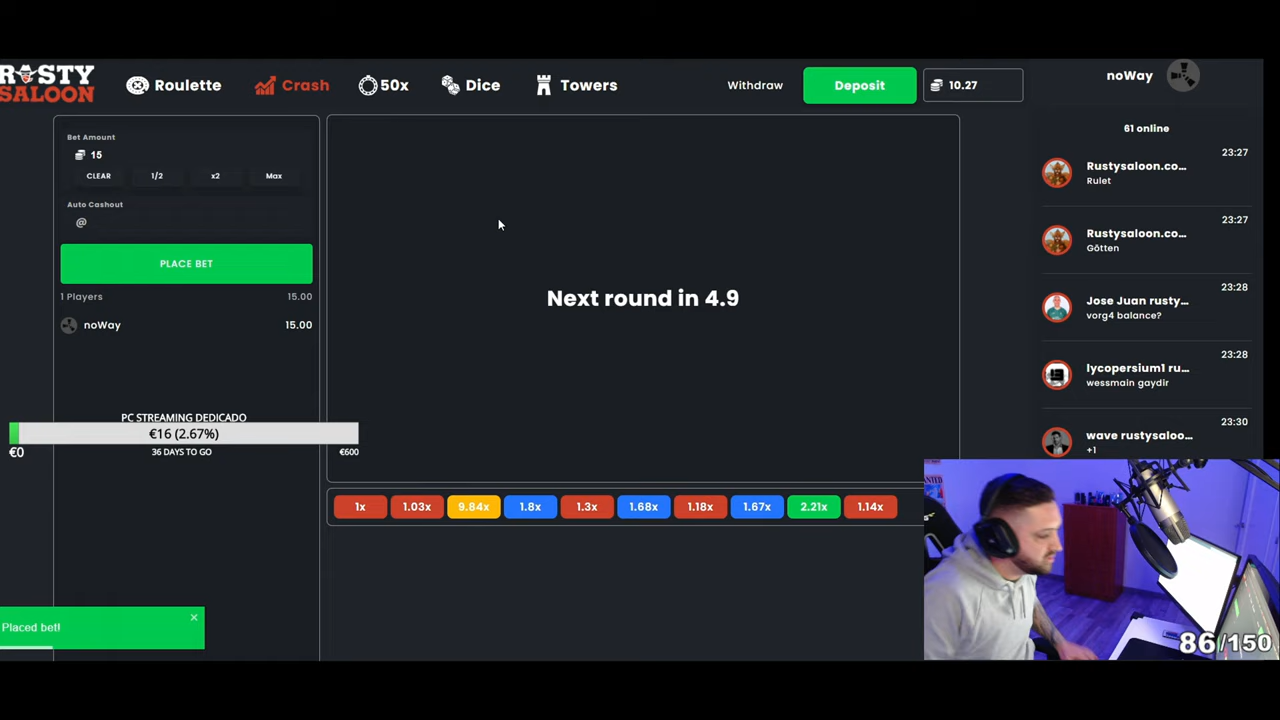 RUSTY
SALOON
Roulette
Crash
50x
Dice
Towers
Withdraw
Deposit
10.27
noWay
Bet Amount
15
CLEAR
1/2
x2
Max
Auto Cashout
@
PLACE BET
1 Players
15.00
noWay
15.00
PC STREAMING DEDICADO
€16 (2.67%)
€0
36 DAYS TO GO
€600
Next round in 4.9
1x
1.03x
9.84x
1.8x
1.3x
1.68x
1.18x
1.67x
2.21x
1.14x
61 online
23:27
Rustysaloon.co...
Rulet
23:27
Rustysaloon.co...
Götten
23:28
Jose Juan rusty...
vorg4 balance?
23:28
lycopersium1 ru...
wessmain gaydir
23:30
wave rustysaloo...
+1
Placed bet!
×
86/150